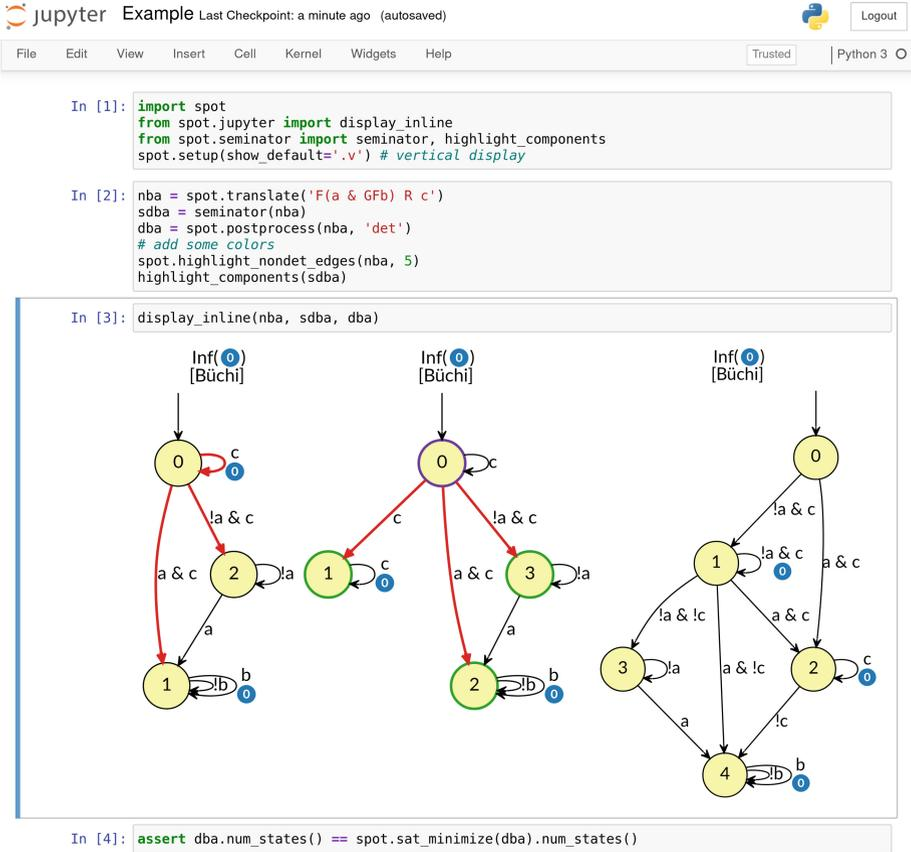 jupyter Example Last Checkpoint: a minute ago (autosaved) Logout
File Edit View Insert Cell Kernel Widgets Help Trusted Python 3
In [1]: import spot
from spot.jupyter import display_inline
from spot.seminator import seminator, highlight_components
spot.setup(show_default='.v') # vertical display
In [2]: nba = spot.translate('F(a & GFb) R c')
sdba = seminator(nba)
dba = spot.postprocess(nba, 'det')
# add some colors
spot.highlight_nondet_edges(nba, 5)
highlight_components(sdba)
In [3]: display_inline(nba, sdba, dba)
Inf(0)
[Büchi]
0
c
0
!a & c
a & c
2
!a
a
1
!b
b
0
Inf(0)
[Büchi]
0
c
c
!a & c
1
c
0
a & c
3
!a
a
2
!b
b
0
Inf(0)
[Büchi]
0
!a & c
a & c
1
!a & c
0
!a & !c
a & c
3
!a
a & !c
2
c
0
a
!c
4
!b
b
0
In [4]: assert dba.num_states() == spot.sat_minimize(dba).num_states()